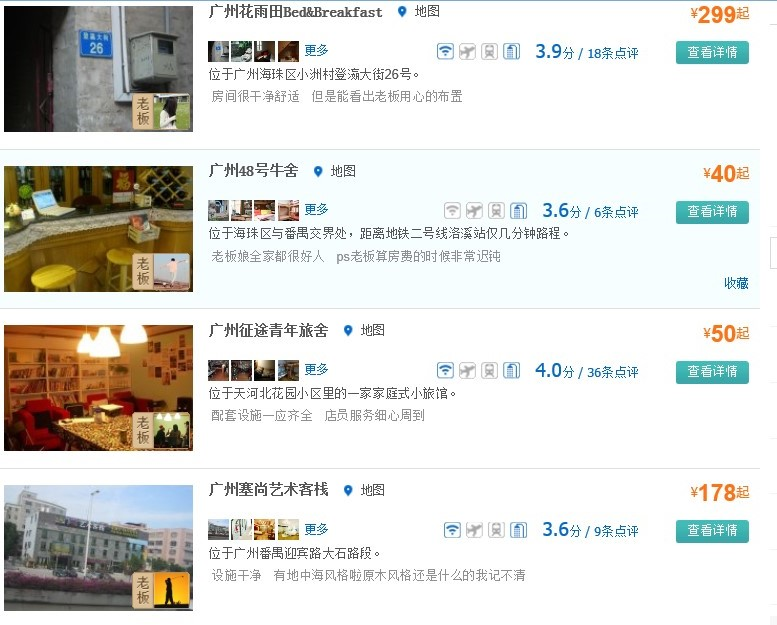 广州花雨田Bed&Breakfast 地图 ¥299起
更多 3.9分 / 18条点评 查看详情
位于广州海珠区小洲村登瀛大街26号。
房间很干净舒适 但是能看出老板用心的布置
登瀛大街
26
老板
广州48号牛舍 地图 ¥40起
更多 3.6分 / 6条点评 查看详情
位于海珠区与番禺交界处，距离地铁二号线洛溪站仅几分钟路程。
老板娘全家都很好人 ps老板算房费的时候非常迟钝
老板
收藏
广州征途青年旅舍 地图 ¥50起
更多 4.0分 / 36条点评 查看详情
位于天河北花园小区里的一家家庭式小旅馆。
配套设施一应齐全 店员服务细心周到
老板
广州塞尚艺术客栈 地图 ¥178起
更多 3.6分 / 9条点评 查看详情
位于广州番禺迎宾路大石路段。
设施干净 有地中海风格啦原木风格还是什么的我记不清
老板